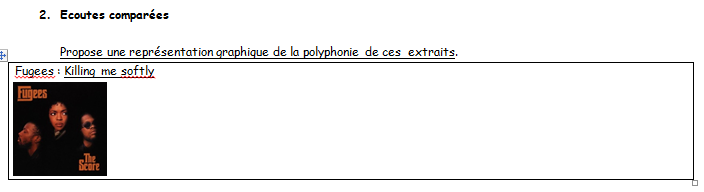 2. Ecoutes comparées
Propose une représentation graphique de la polyphonie de ces extraits.
Fugees : Killing me softly
Fugees
The
Score